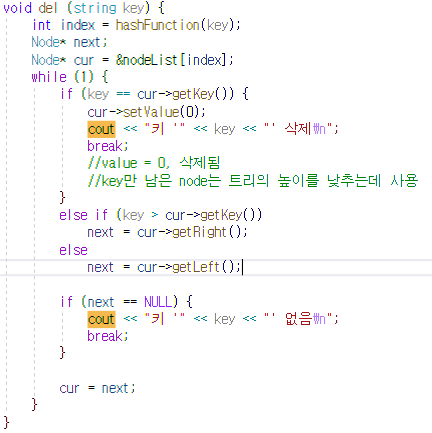 void del (string key) {
    int index = hashFunction(key);
    Node* next;
    Node* cur = &nodeList[index];
    while (1) {
        if (key == cur->getKey()) {
            cur->setValue(0);
            cout << "키 '" << key << "' 삭제₩n";
            break;
            //value = 0, 삭제됨
            //key만 남은 node는 트리의 높이를 낮추는데 사용
        }
        else if (key > cur->getKey())
            next = cur->getRight();
        else
            next = cur->getLeft();

        if (next == NULL) {
            cout << "키 '" << key << "' 없음₩n";
            break;
        }

        cur = next;
    }
}